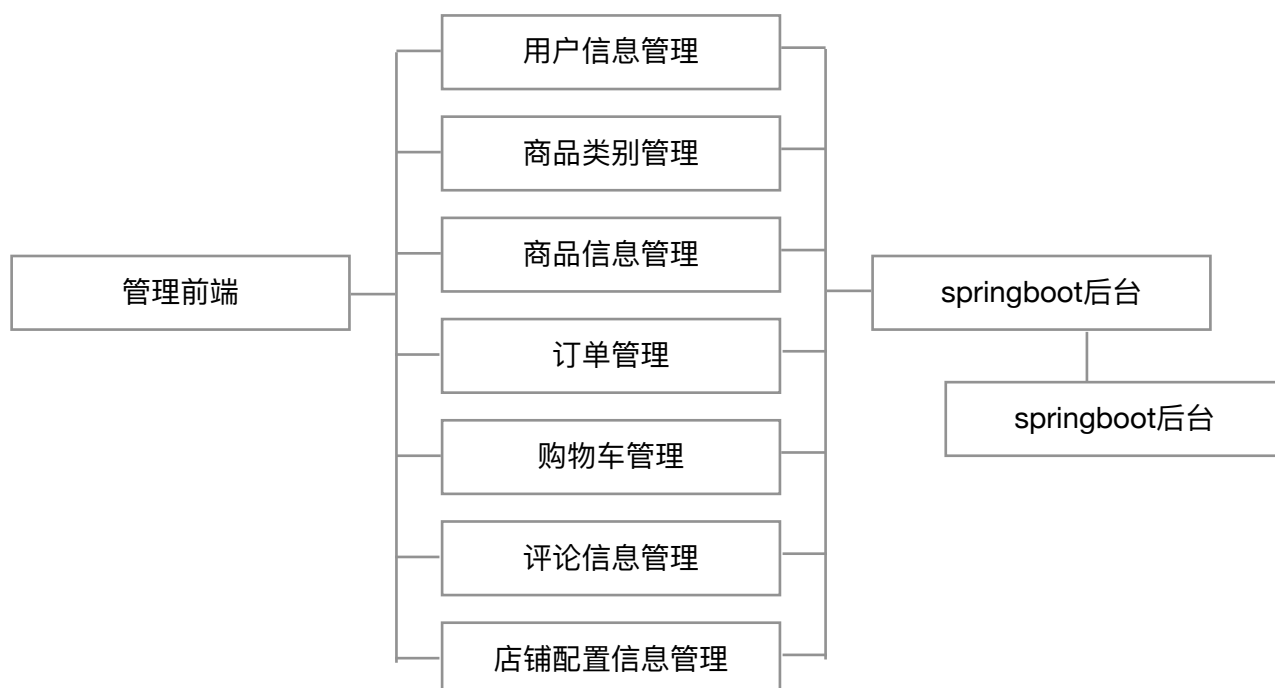 用户信息管理
商品类别管理
商品信息管理
管理前端
springboot后台
订单管理
springboot后台
购物车管理
评论信息管理
店铺配置信息管理